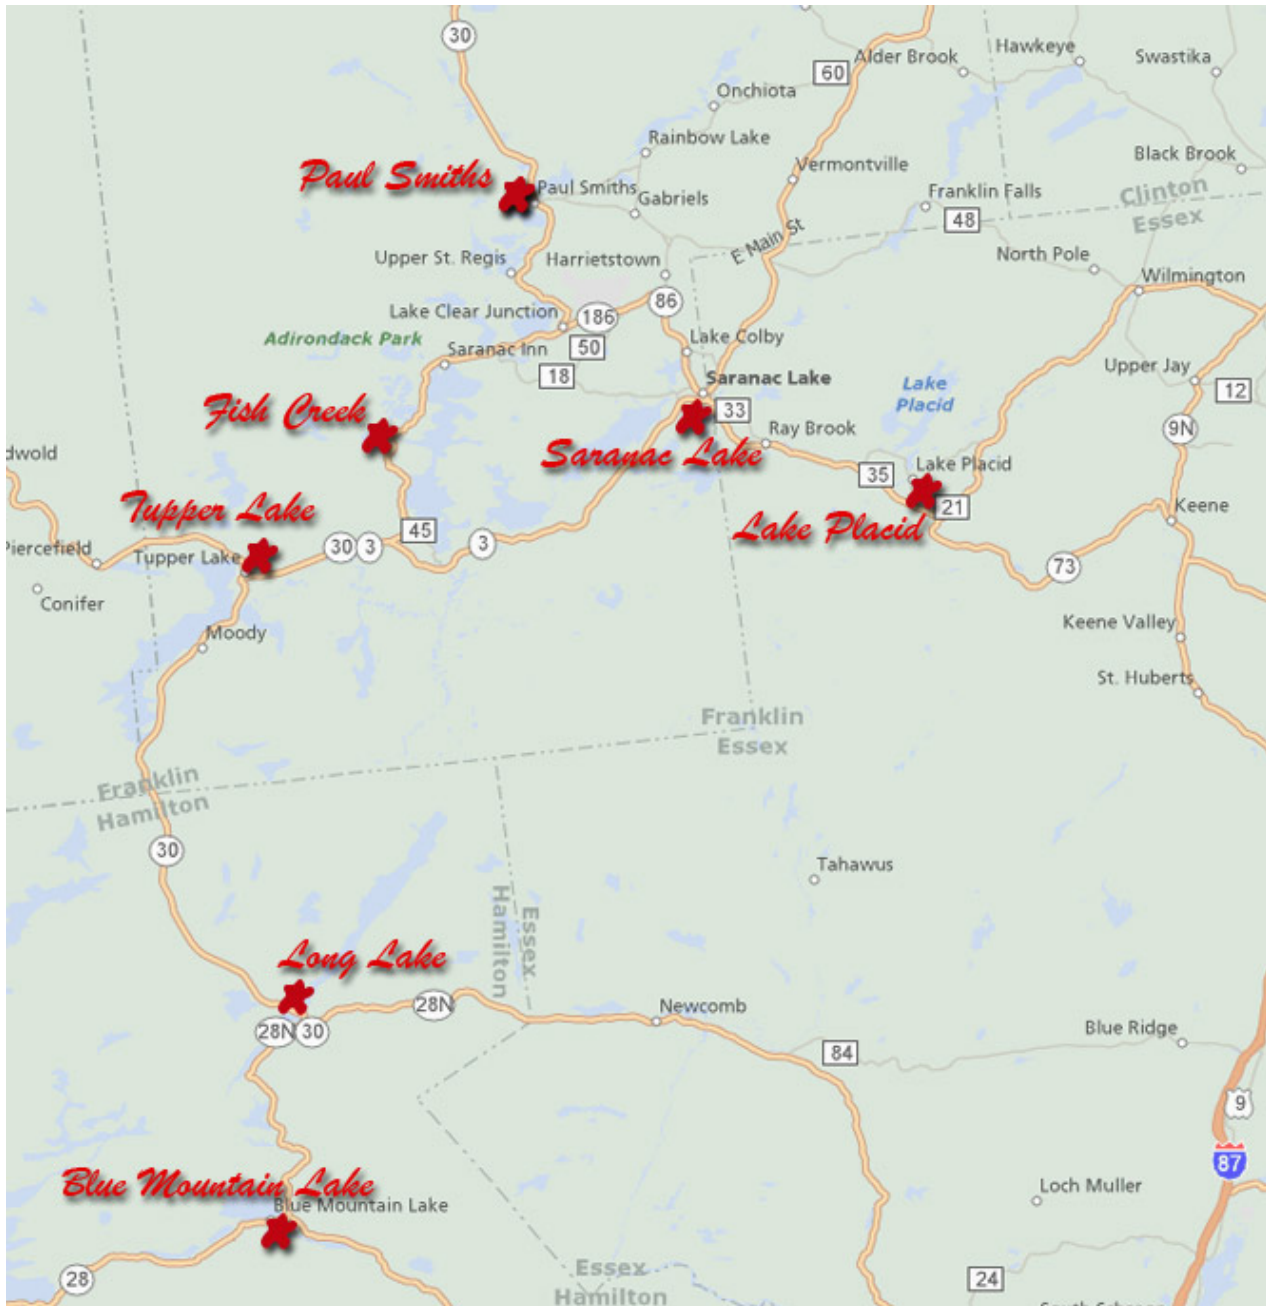 30
Alder Brook
60
Hawkeye
Swastika
Onchiota
Rainbow Lake
Vermontville
Black Brook
Paul Smiths
Paul Smiths
Gabriels
Franklin Falls
Clinton
Essex
48
E Main St
Upper St. Regis
Harrietstown
North Pole
Wilmington
Lake Clear Junction
186
86
Adirondack Park
Saranac Inn
50
18
Lake Colby
Upper Jay
12
Saranac Lake
33
Lake
Placid
Fish Creek
Ray Brook
9N
Saranac Lake
dwold
35
Lake Placid
21
Keene
Tupper Lake
Lake Placid
45
30
3
3
Piercefield
Tupper Lake
73
Conifer
Moody
Keene Valley
St. Huberts
Franklin
Essex
Franklin
Hamilton
30
Tahawus
Hamilton
Essex
Long Lake
28N
28N
30
Newcomb
Blue Ridge
84
9
87
Blue Mountain Lake
Blue Mountain Lake
Loch Muller
28
Essex
Hamilton
24